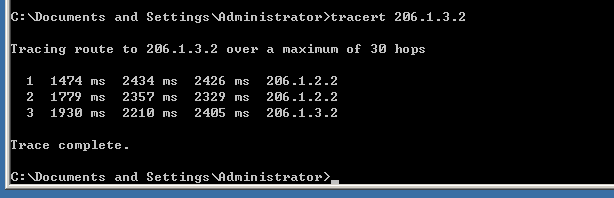 C:\Documents and Settings\Administrator>tracert 206.1.3.2
Tracing route to 206.1.3.2 over a maximum of 30 hops
1 1474 ms 2434 ms 2426 ms 206.1.2.2
2 1779 ms 2357 ms 2329 ms 206.1.2.2
3 1930 ms 2210 ms 2405 ms 206.1.3.2
Trace complete.
C:\Documents and Settings\Administrator>_